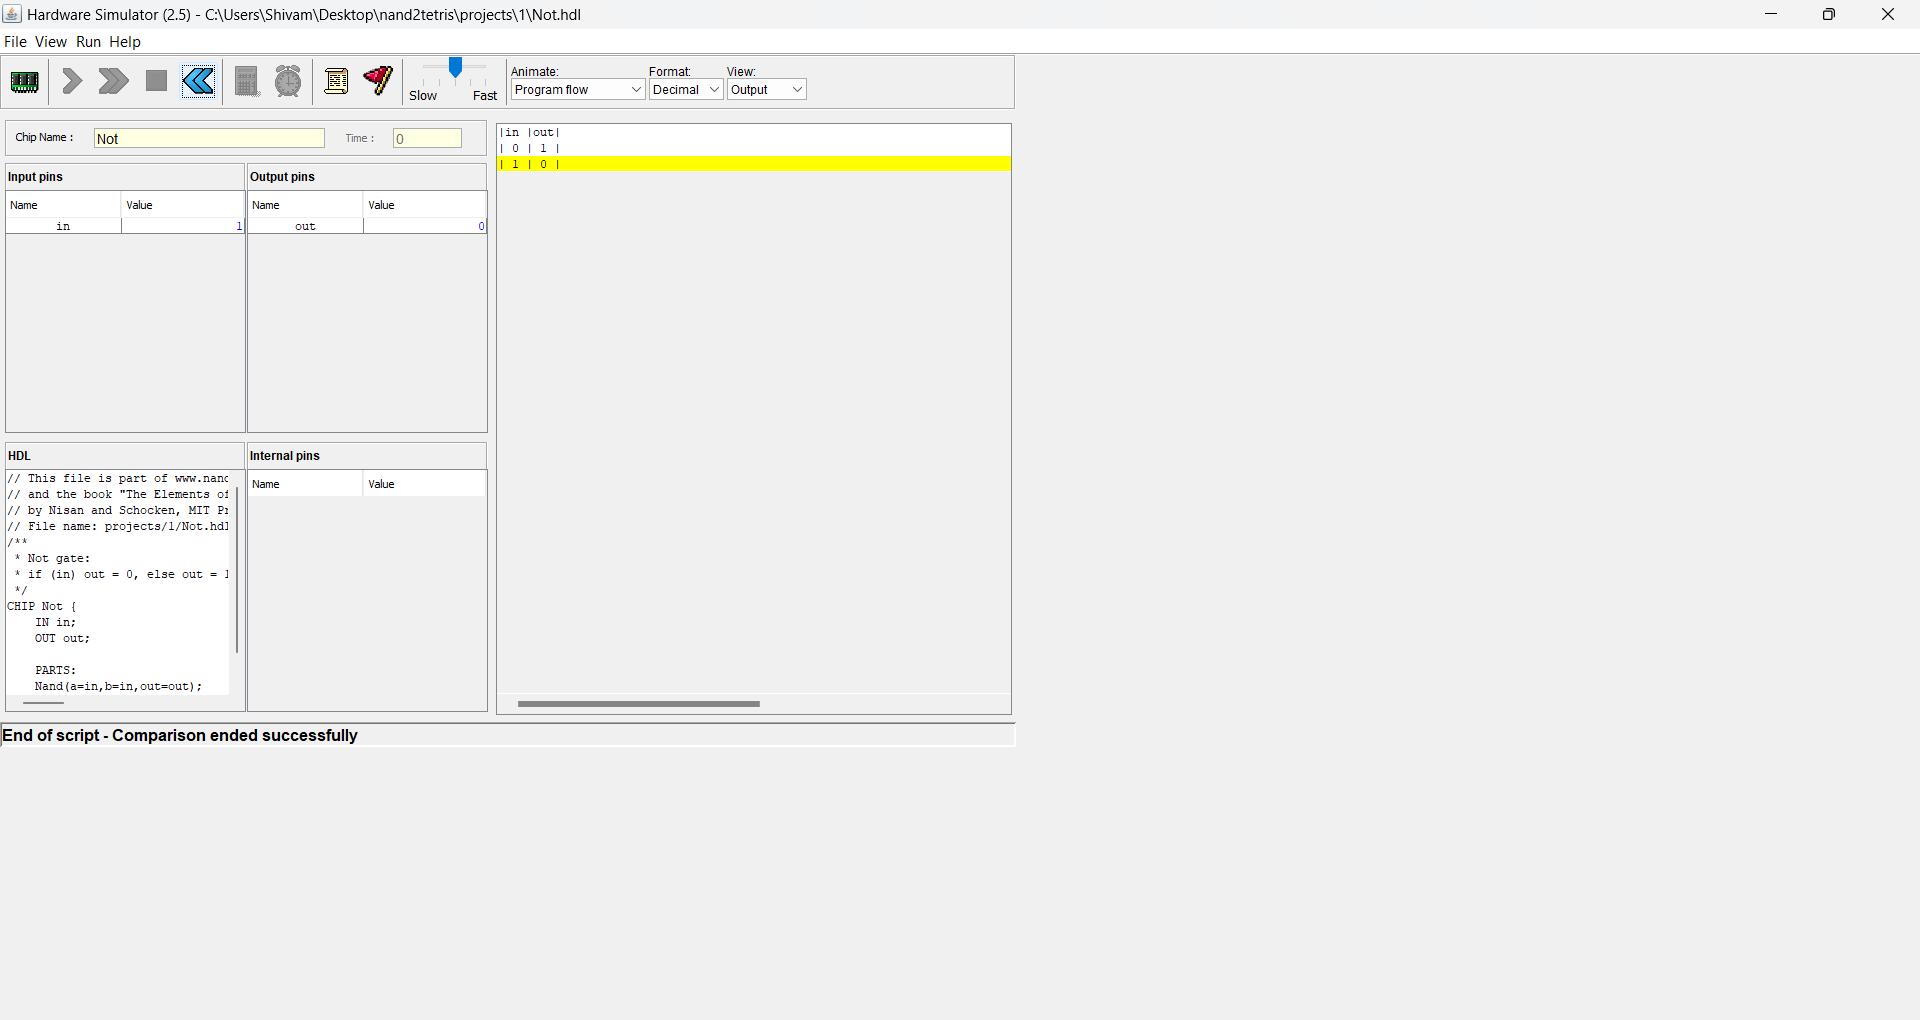 Hardware Simulator (2.5) - C:\Users\Shivam\Desktop\nand2tetris\projects\1\Not.hdl
File View Run Help
Slow Fast
Animate: Format: View:
Program flow Decimal Output
Chip Name : Not Time : 0
Input pins
Name Value
in 1
Output pins
Name Value
out 0
|in |out|
| 0 | 1 |
| 1 | 0 |
HDL
// This file is part of
// and the book "The Elements
// by Nisan and Schocken, MIT
// File name: projects/1/Not.hdl
/**
* Not gate:
* if (in) out = 0, else out = 1
*/
CHIP Not {
IN in;
OUT out;
PARTS:
Nand(a=in,b=in,out=out);
Internal pins
Name Value
End of script - Comparison ended successfully